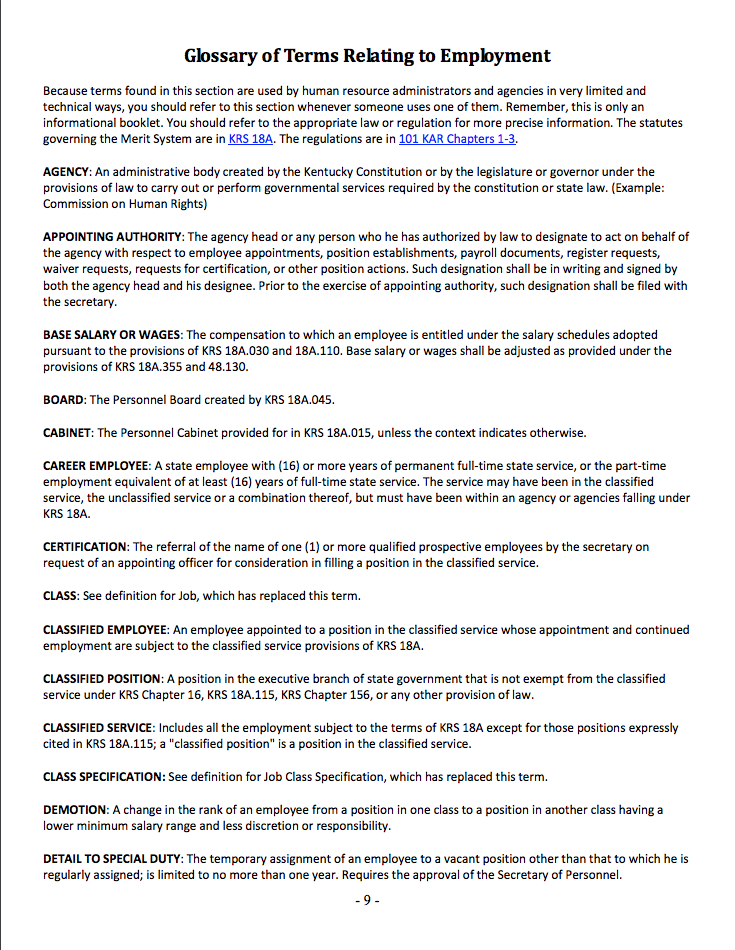 Glossary of Terms Relating to Employment
Because terms found in this section are used by human resource administrators and agencies in very limited and
technical ways, you should refer to this section whenever someone uses one of them. Remember, this is only an
informational booklet. You should refer to the appropriate law or regulation for more precise information. The statutes
governing the Merit System are in KRS 18A. The regulations are in 101 KAR Chapters 1-3.
AGENCY: An administrative body created by the Kentucky Constitution or by the legislature or governor under the
provisions of law to carry out or perform governmental services required by the constitution or state law. (Example:
Commission on Human Rights)
APPOINTING AUTHORITY: The agency head or any person who he has authorized by law to designate to act on behalf of
the agency with respect to employee appointments, position establishments, payroll documents, register requests,
waiver requests, requests for certification, or other position actions. Such designation shall be in writing and signed by
both the agency head and his designee. Prior to the exercise of appointing authority, such designation shall be filed with
the secretary.
BASE SALARY OR WAGES: The compensation to which an employee is entitled under the salary schedules adopted
pursuant to the provisions of KRS 18A.030 and 18A.110. Base salary or wages shall be adjusted as provided under the
provisions of KRS 18A.355 and 48.130.
BOARD: The Personnel Board created by KRS 18A.045.
CABINET: The Personnel Cabinet provided for in KRS 18A.015, unless the context indicates otherwise.
CAREER EMPLOYEE: A state employee with (16) or more years of permanent full-time state service, or the part-time
employment equivalent of at least (16) years of full-time state service. The service may have been in the classified
service, the unclassified service or a combination thereof, but must have been within an agency or agencies falling under
KRS 18A.
CERTIFICATION: The referral of the name of one (1) or more qualified prospective employees by the secretary on
request of an appointing officer for consideration in filling a position in the classified service.
CLASS: See definition for Job, which has replaced this term.
CLASSIFIED EMPLOYEE: An employee appointed to a position in the classified service whose appointment and continued
employment are subject to the classified service provisions of KRS 18A.
CLASSIFIED POSITION: A position in the executive branch of state government that is not exempt from the classified
service under KRS Chapter 16, KRS 18A.115, KRS Chapter 156, or any other provision of law.
CLASSIFIED SERVICE: Includes all the employment subject to the terms of KRS 18A except for those positions expressly
cited in KRS 18A.115; a "classified position" is a position in the classified service.
CLASS SPECIFICATION: See definition for Job Class Specification, which has replaced this term.
DEMOTION: A change in the rank of an employee from a position in one class to a position in another class having a
lower minimum salary range and less discretion or responsibility.
DETAIL TO SPECIAL DUTY: The temporary assignment of an employee to a vacant position other than that to which he is
regularly assigned; is limited to no more than one year. Requires the approval of the Secretary of Personnel.
- 9 -